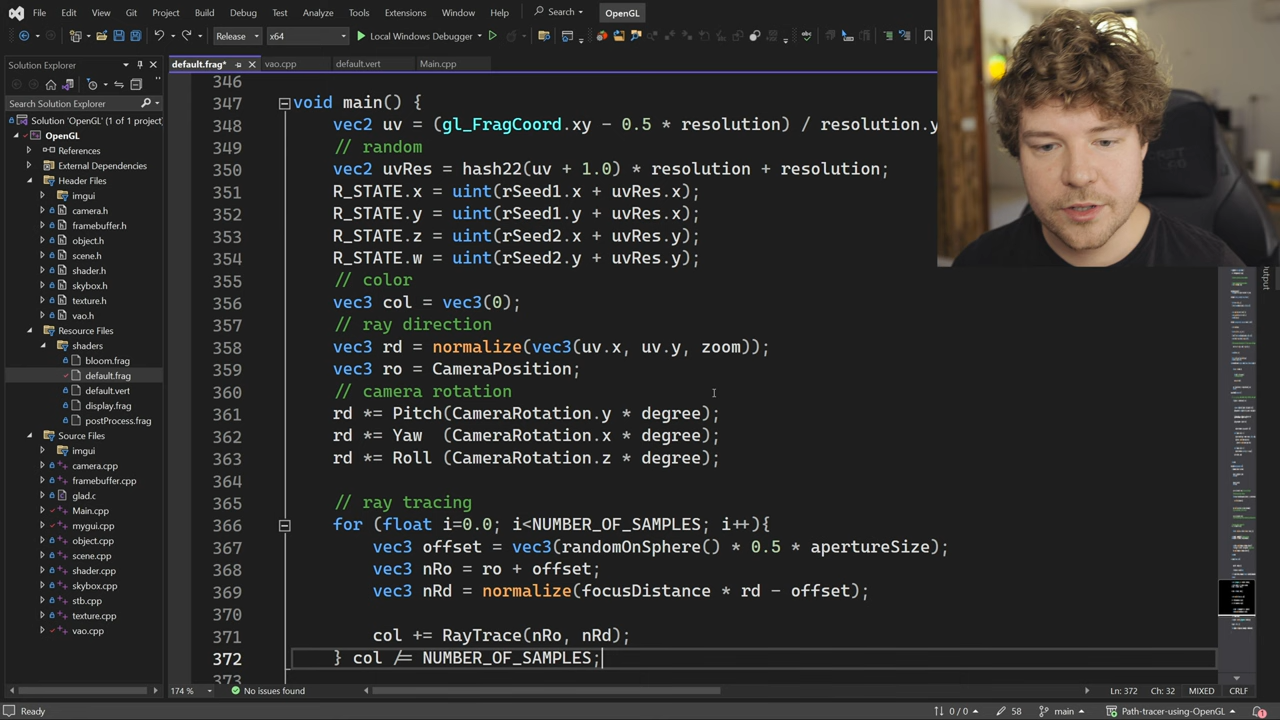 File Edit View Git Project Build Debug Test Analyze Tools Extensions Window Help Search OpenGL
Release x64 Local Windows Debugger
Solution Explorer
default.frag* vao.cpp default.vert Main.cpp
Search Solution Explorer
Solution 'OpenGL' (1 of 1 project)
OpenGL
References
External Dependencies
Header Files
imgui
camera.h
framebuffer.h
object.h
scene.h
shader.h
skybox.h
texture.h
vao.h
Resource Files
shaders
bloom.frag
default.frag
default.vert
display.frag
postProcess.frag
Source Files
imgui
camera.cpp
framebuffer.cpp
glad.c
Main.cpp
mygui.cpp
object.cpp
scene.cpp
shader.cpp
skybox.cpp
stb.cpp
texture.cpp
vao.cpp
346
347 void main() {
348 vec2 uv = (gl_FragCoord.xy - 0.5 * resolution) / resolution.y
349 // random
350 vec2 uvRes = hash22(uv + 1.0) * resolution + resolution;
351 R_STATE.x = uint(rSeed1.x + uvRes.x);
352 R_STATE.y = uint(rSeed1.y + uvRes.x);
353 R_STATE.z = uint(rSeed2.x + uvRes.y);
354 R_STATE.w = uint(rSeed2.y + uvRes.y);
355 // color
356 vec3 col = vec3(0);
357 // ray direction
358 vec3 rd = normalize(vec3(uv.x, uv.y, zoom));
359 vec3 ro = CameraPosition;
360 // camera rotation
361 rd *= Pitch(CameraRotation.y * degree);
362 rd *= Yaw (CameraRotation.x * degree);
363 rd *= Roll (CameraRotation.z * degree);
364
365 // ray tracing
366 for (float i=0.0; i<NUMBER_OF_SAMPLES; i++){
367 vec3 offset = vec3(randomOnSphere() * 0.5 * apertureSize);
368 vec3 nRo = ro + offset;
369 vec3 nRd = normalize(focusDistance * rd - offset);
370
371 col += RayTrace(nRo, nRd);
372 } col /= NUMBER_OF_SAMPLES;
373
174 % No issues found Ln: 372 Ch: 32 MIXED CRLF
Ready 0 / 0 58 main Path-tracer-using-OpenGL 1